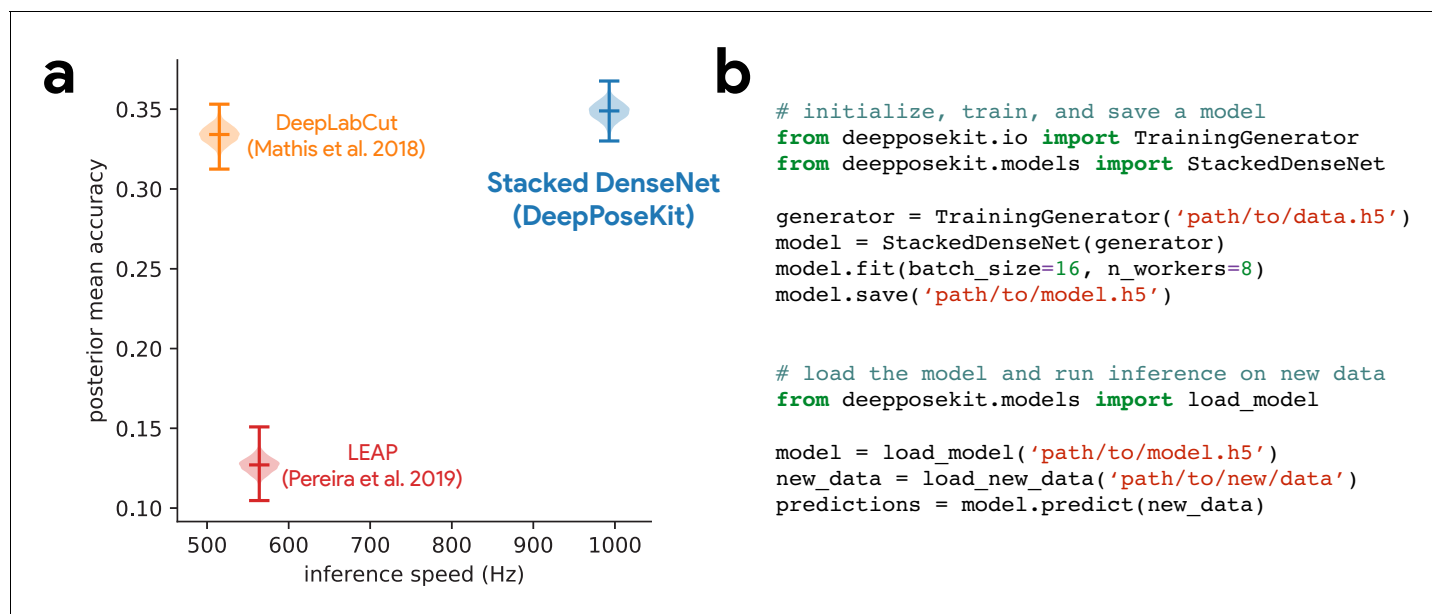 a
posterior mean accuracy
0.35
0.30
0.25
0.20
0.15
0.10
DeepLabCut
(Mathis et al. 2018)
Stacked DenseNet
(DeepPoseKit)
LEAP
(Pereira et al. 2019)
500 600 700 800 900 1000
inference speed (Hz)
b
# initialize, train, and save a model
from deepposekit.io import TrainingGenerator
from deepposekit.models import StackedDenseNet
generator = TrainingGenerator(‘path/to/data.h5’)
model = StackedDenseNet(generator)
model.fit(batch_size=16, n_workers=8)
model.save(‘path/to/model.h5’)
# load the model and run inference on new data
from deepposekit.models import load_model
model = load_model(‘path/to/model.h5’)
new_data = load_new_data(‘path/to/new/data’)
predictions = model.predict(new_data)